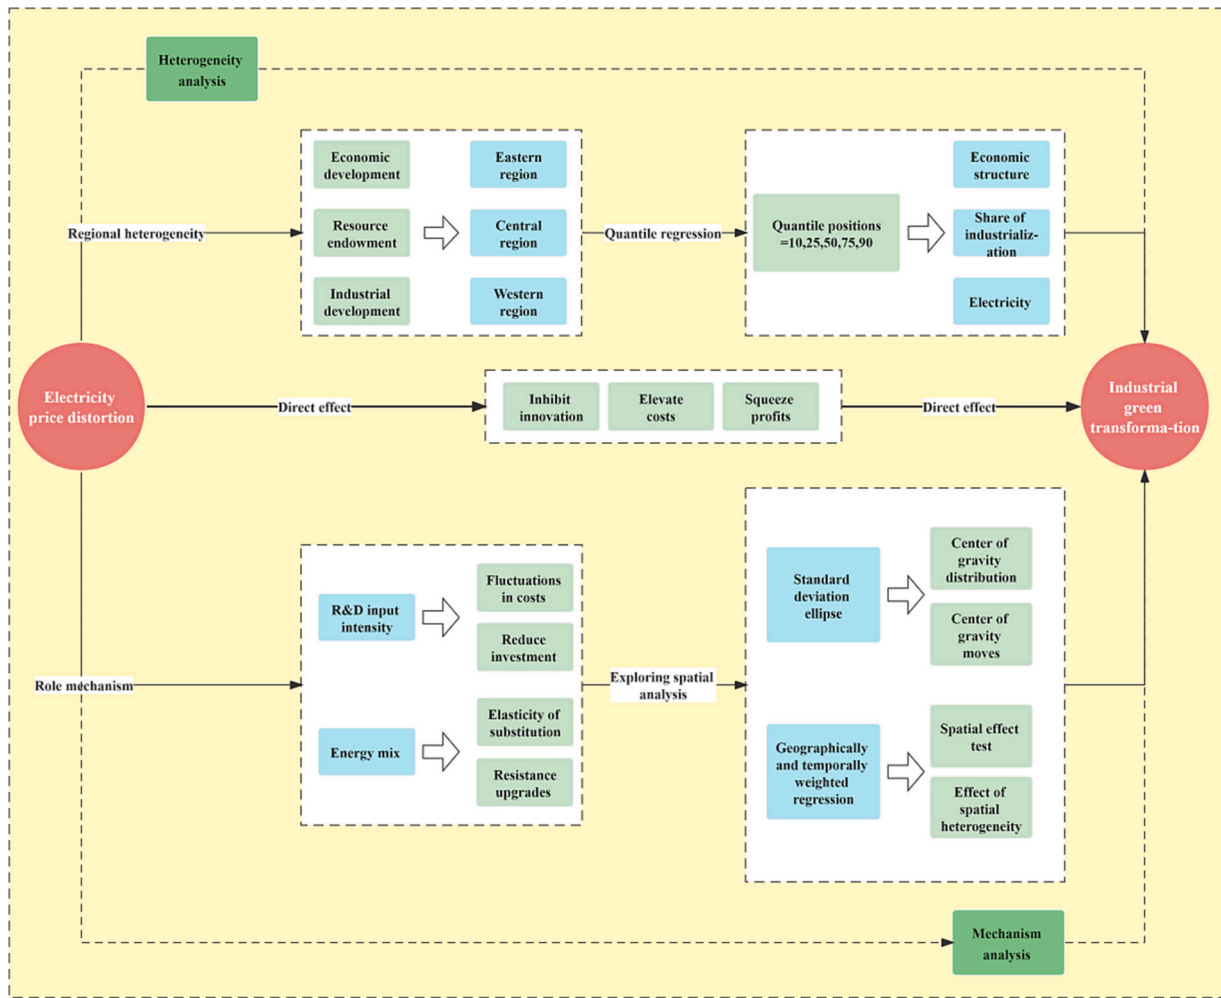 Heterogeneity
analysis
Economic
development
Eastern
region
Economic
structure
Regional heterogeneity
Resource
endowment
Central
region
Quantile regression
Quantile positions
=10,25,50,75,90
Share of
industrializ-
ation
Industrial
development
Western
region
Electricity
Electricity
price distortion
Direct effect
Inhibit
innovation
Elevate
costs
Squeeze
profits
Direct effect
Industrial
green
transforma-tion
Role mechanism
R&D input
intensity
Fluctuations
in costs
Reduce
investment
Energy mix
Elasticity of
substitution
Resistance
upgrades
Exploring spatial
analysis
Standard
deviation
ellipse
Center of
gravity
distribution
Center of
gravity
moves
Geographically
and temporally
weighted
regression
Spatial effect
test
Effect of
spatial
heterogeneity
Mechanism
analysis